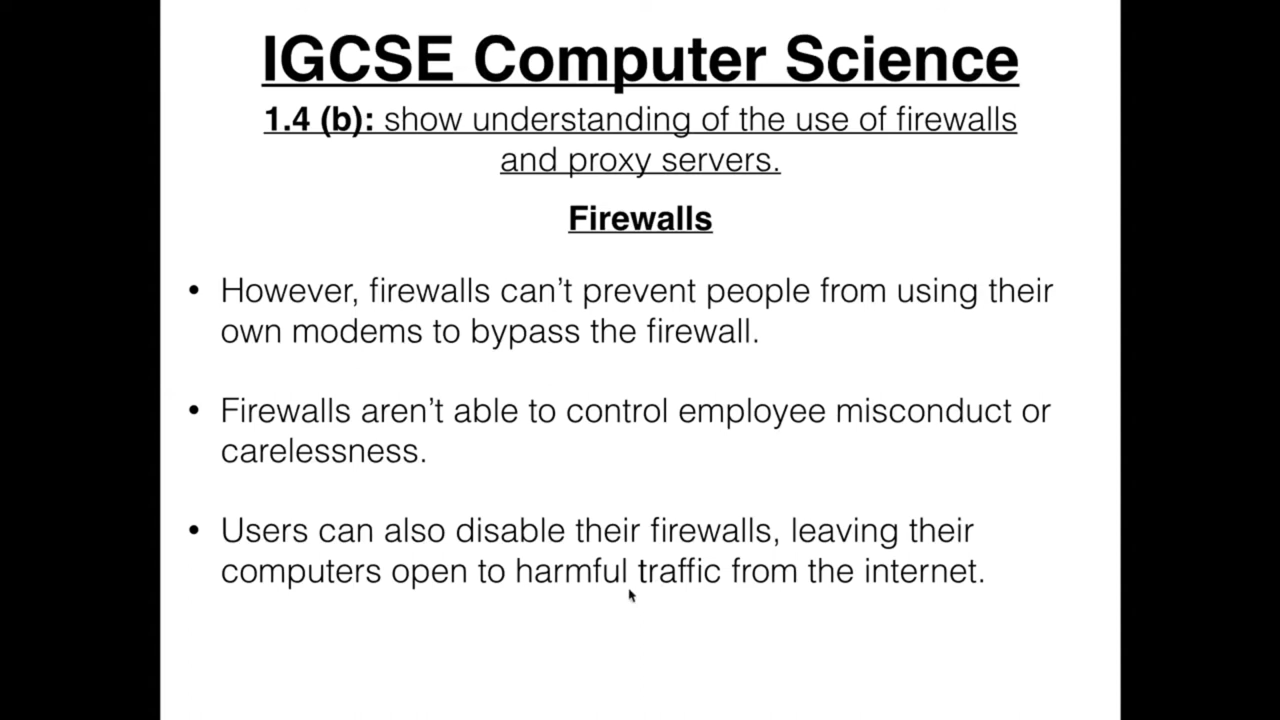 IGCSE Computer Science
1.4 (b): show understanding of the use of firewalls
and proxy servers.
Firewalls
• However, firewalls can’t prevent people from using their
own modems to bypass the firewall.
• Firewalls aren’t able to control employee misconduct or
carelessness.
• Users can also disable their firewalls, leaving their
computers open to harmful traffic from the internet.